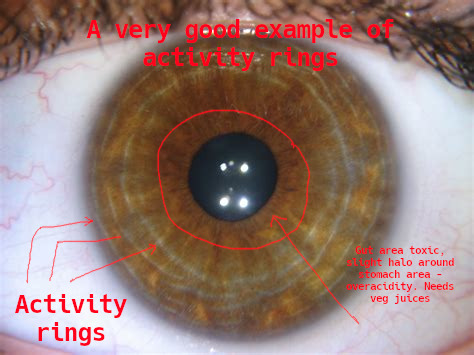 A very good example of
activity rings
Gut area toxic,
slight halo around
stomach area -
overacidity. Needs
veg juices
Activity
rings